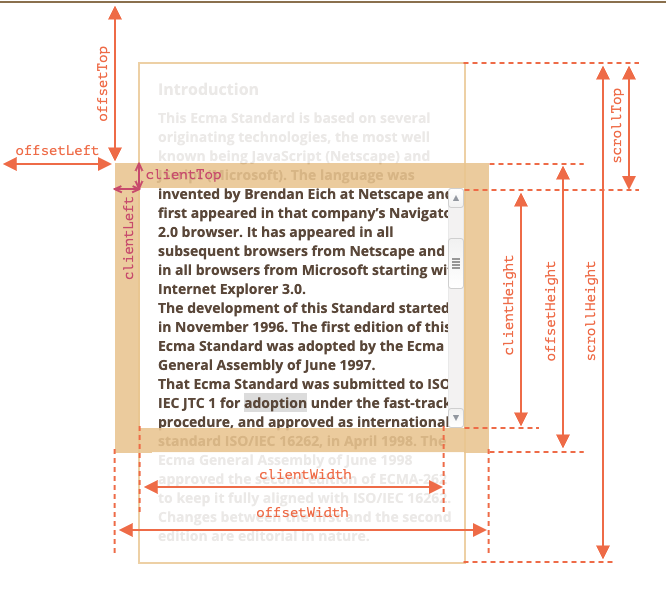 offsetTop
offsetLeft
clientTop
clientLeft
Introduction
This Ecma Standard is based on several
originating technologies, the most well
known being JavaScript (Netscape) and
(Microsoft). The language was
invented by Brendan Eich at Netscape and
first appeared in that company’s Navigato
2.0 browser. It has appeared in all
subsequent browsers from Netscape and
in all browsers from Microsoft starting wi
Internet Explorer 3.0.
The development of this Standard started
in November 1996. The first edition of this
Ecma Standard was adopted by the Ecma
General Assembly of June 1997.
That Ecma Standard was submitted to ISO
IEC JTC 1 for adoption under the fast-track
procedure, and approved as international
standard ISO/IEC 16262, in April 1998. The
Ecma General Assembly of June 1998
approved the second edition of ECMA-262
to keep it fully aligned with ISO/IEC 16262.
Changes between the first and the second
edition are editorial in nature.
clientWidth
offsetWidth
scrollTop
clientHeight
offsetHeight
scrollHeight